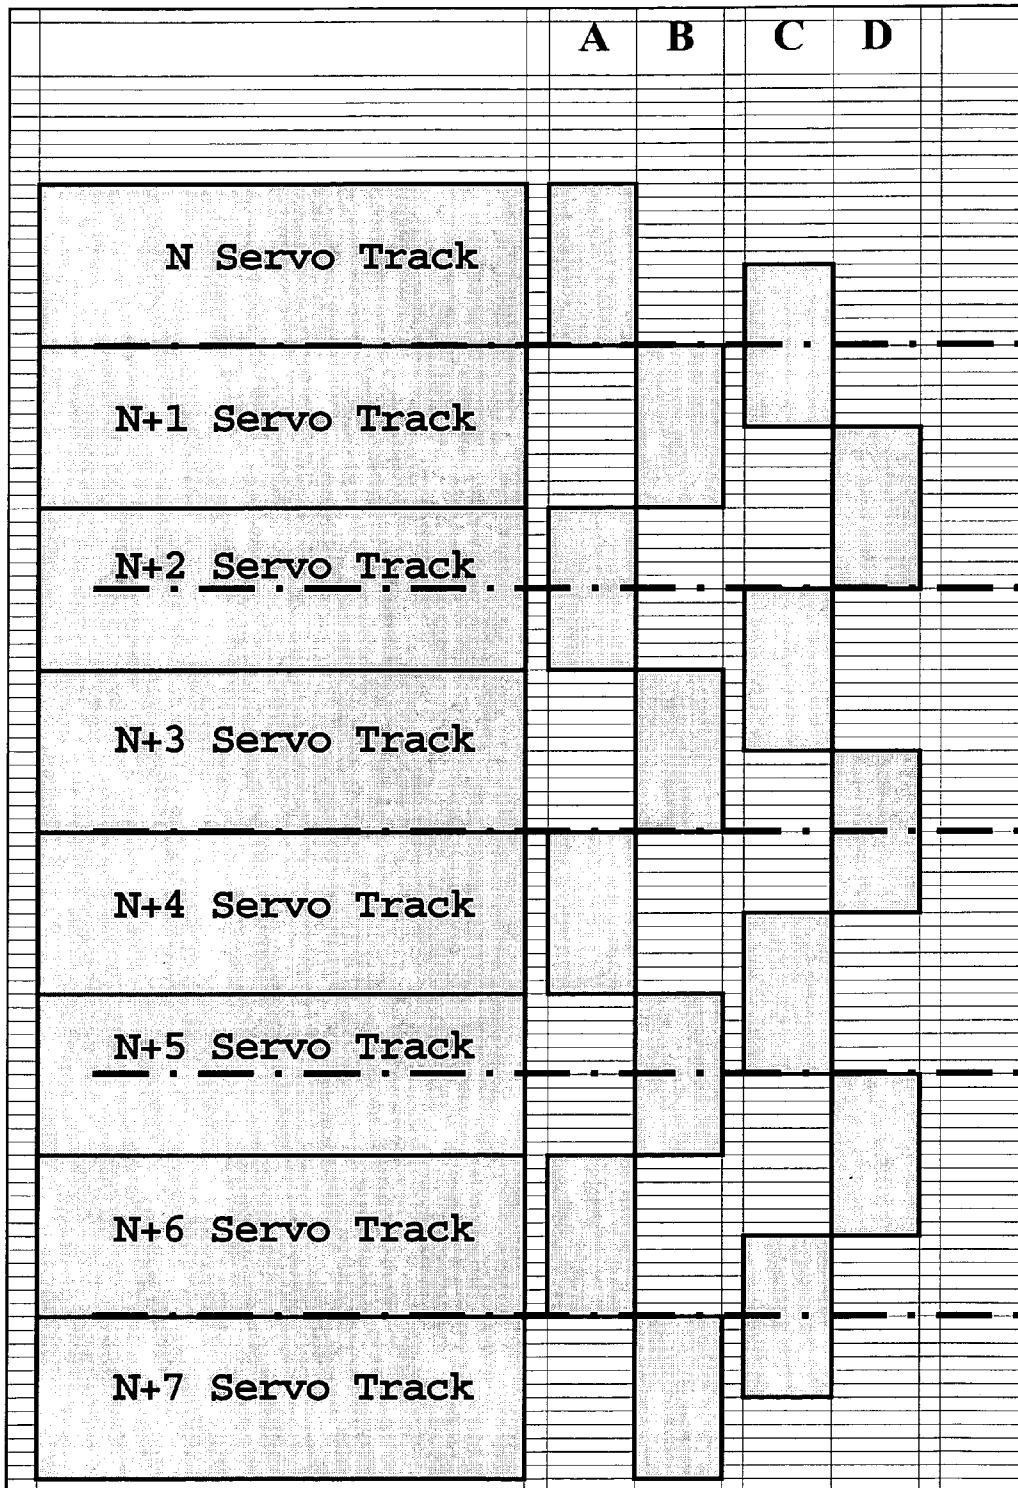 A B C D
N Servo Track
N+1 Servo Track
N+2 Servo Track
N+3 Servo Track
N+4 Servo Track
N+5 Servo Track
N+6 Servo Track
N+7 Servo Track